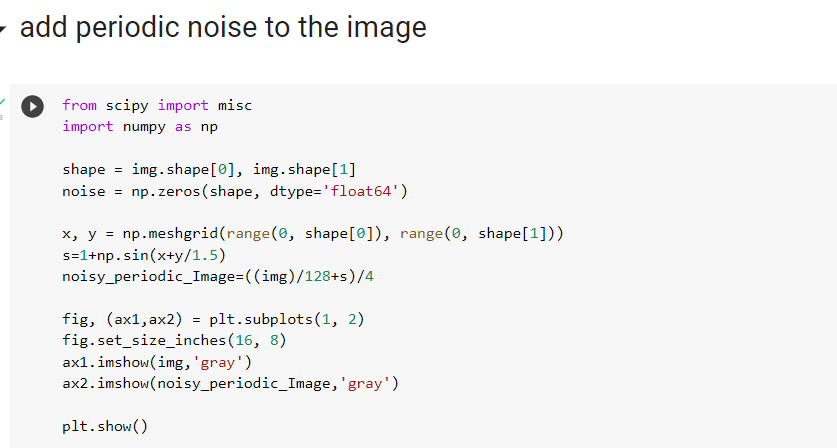 add periodic noise to the image
from scipy import misc
import numpy as np
shape = img.shape[0], img.shape[1]
noise = np.zeros(shape, dtype='float64')
x, y = np.meshgrid(range(0, shape[0]), range(0, shape[1]))
s=1+np.sin(x+y/1.5)
noisy_periodic_Image=((img)/128+s)/4
fig, (ax1,ax2) = plt.subplots(1, 2)
fig.set_size_inches(16, 8)
ax1.imshow(img,'gray')
ax2.imshow(noisy_periodic_Image,'gray')
plt.show()